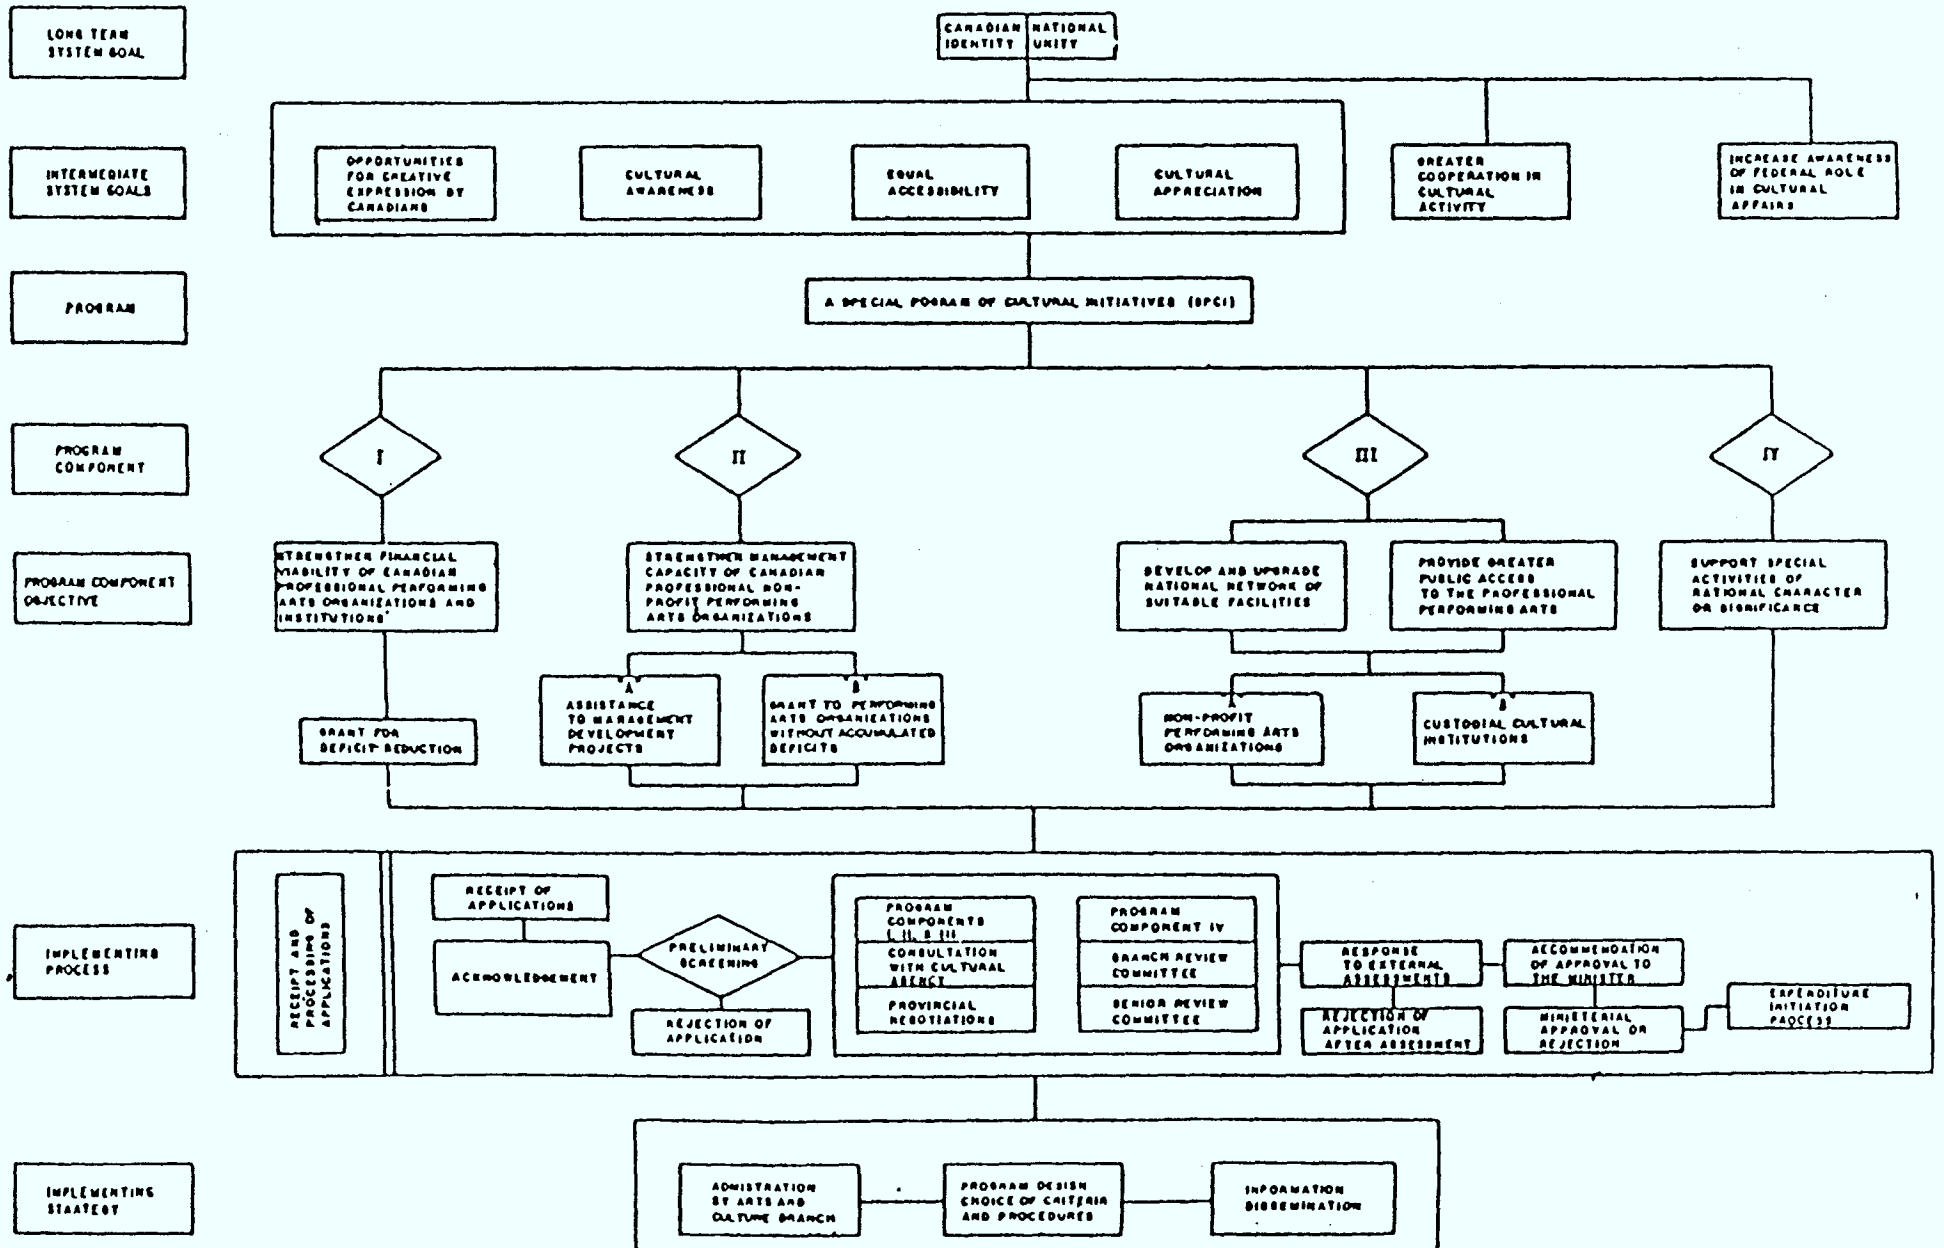 LONG TERM
SYSTEM GOAL
CANADIAN NATIONAL
IDENTITY UNITY
INTERMEDIATE
SYSTEM GOALS
OPPORTUNITIES
FOR CREATIVE
EXPRESSION BY
CANADIANS
CULTURAL
AWARENESS
EQUAL
ACCESSIBILITY
CULTURAL
APPRECIATION
GREATER
COOPERATION IN
CULTURAL
ACTIVITY
INCREASE AWARENESS
OF FEDERAL ROLE
IN CULTURAL
AFFAIRS
PROGRAM
A SPECIAL POGRAM OF CULTURAL INITIATIVES (SPCI)
PROGRAM
COMPONENT
I
II
III
IV
PROGRAM COMPONENT
OBJECTIVE
STRENGTHEN FINANCIAL
VIABILITY OF CANADIAN
PROFESSIONAL PERFORMING
ARTS ORGANIZATIONS AND
INSTITUTIONS
STRENGTHEN MANAGEMENT
CAPACITY OF CANADIAN
PROFESSIONAL NON-
PROFIT PERFORMING
ARTS ORGANIZATIONS
DEVELOP AND UPGRADE
NATIONAL NETWORK OF
SUITABLE FACILITIES
PROVIDE GREATER
PUBLIC ACCESS
TO THE PROFESSIONAL
PERFORMING ARTS
SUPPORT SPECIAL
ACTIVITIES OF
NATIONAL CHARACTER
OR SIGNIFICANCE
GRANT FOR
DEFICIT REDUCTION
A
ASSISTANCE
TO MANAGEMENT
DEVELOPMENT
PROJECTS
B
GRANT TO PERFORMING
ARTS ORGANIZATIONS
WITHOUT ACCUMULATED
DEFICITS
A
NON-PROFIT
PERFORMING ARTS
ORGANIZATIONS
B
CUSTODIAL CULTURAL
INSTITUTIONS
IMPLEMENTING
PROCESS
RECEIPT AND
PROCESSING OF
APPLICATIONS
RECEIPT OF
APPLICATIONS
ACKNOWLEDGEMENT
PRELIMINARY
SCREENING
REJECTION OF
APPLICATION
PROGRAM
COMPONENTS
I, II, & III
CONSULTATION
WITH CULTURAL
AGENCY
PROVINCIAL
NEGOTIATIONS
PROGRAM
COMPONENT IV
BRANCH REVIEW
COMMITTEE
SENIOR REVIEW
COMMITTEE
RESPONSE
TO EXTERNAL
ASSESSMENTS
REJECTION OF
APPLICATION
AFTER ASSESSMENT
RECOMMENDATION
OF APPROVAL TO
THE MINISTER
MINISTERIAL
APPROVAL OR
REJECTION
EXPENDITURE
INITIATION
PROCESS
IMPLEMENTING
STRATEGY
ADMISTRATION
BY ARTS AND
CULTURE BRANCH
PROGRAM DESIGN
CHOICE OF CRITERIA
AND PROCEDURES
INFORMATION
DISSEMINATION